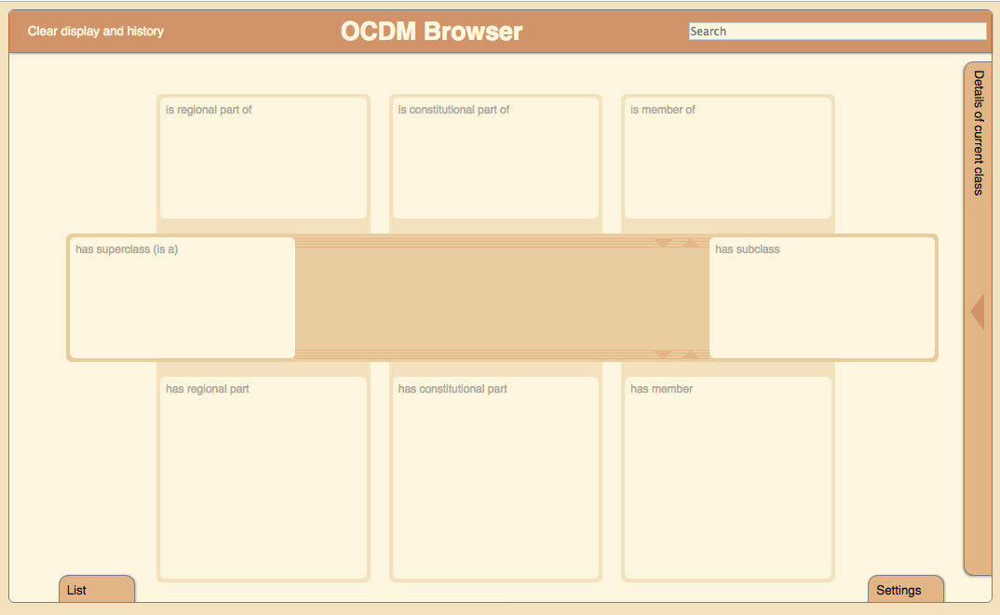 Clear display and history
OCDM Browser
Search
Details of current class
is regional part of
is constitutional part of
is member of
has superclass (is a)
has subclass
has regional part
has constitutional part
has member
List
Settings